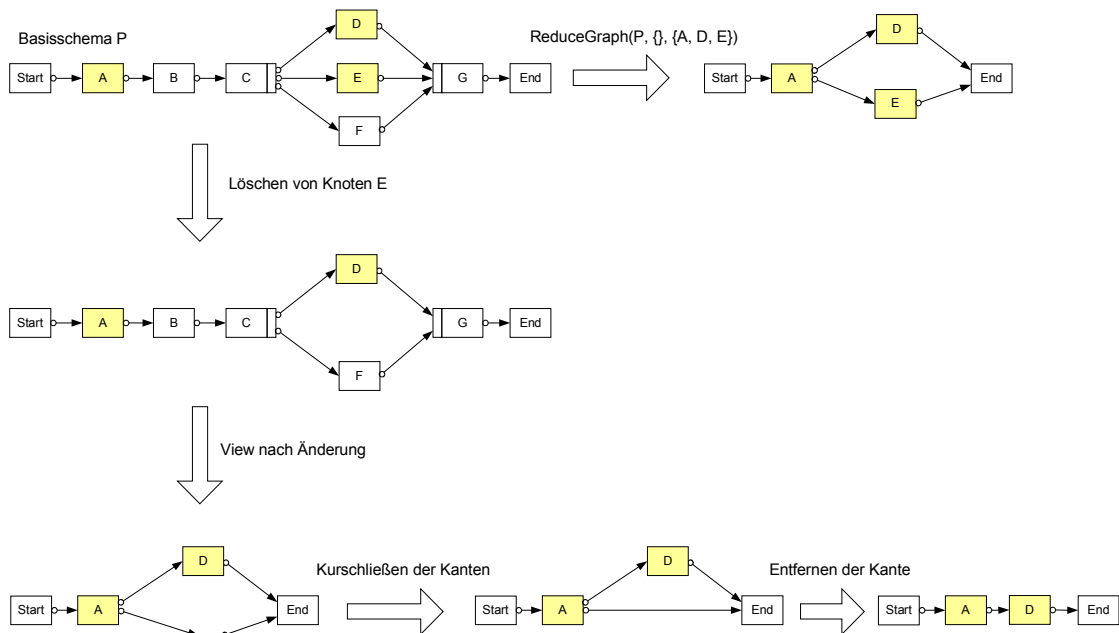 D
Basisschema P
ReduceGraph(P, {}, {A, D, E})
D
Start
A
B
C
E
G
End
Start
A
End
E
F
Löschen von Knoten E
D
Start
A
B
C
G
End
F
View nach Änderung
D
Kurschließen der Kanten
D
Entfernen der Kante
Start
A
End
Start
A
End
Start
A
D
End